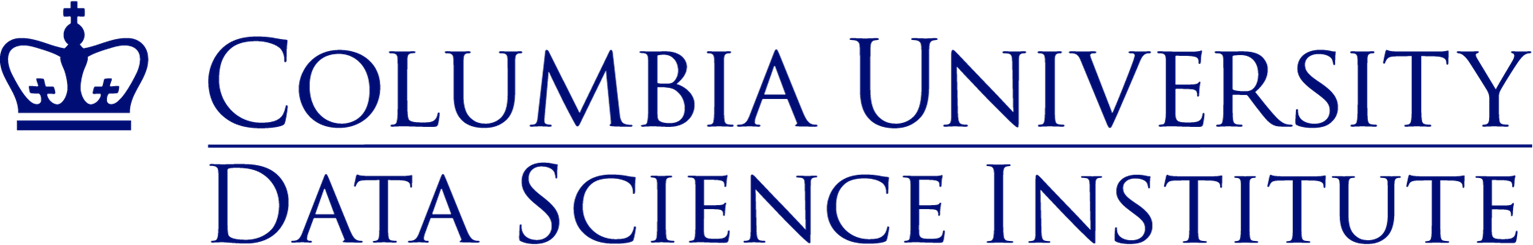 COLUMBIA UNIVERSITY
DATA SCIENCE INSTITUTE